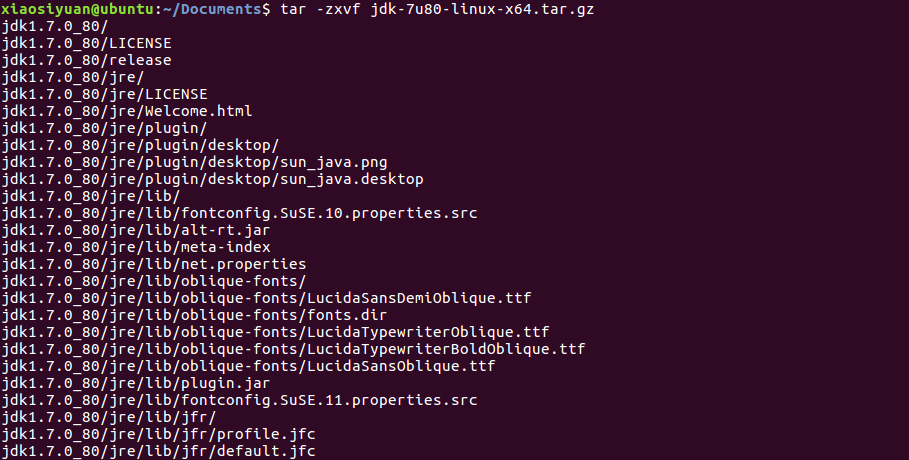 xiaosiyuan@ubuntu:~/Documents$ tar -zxvf jdk-7u80-linux-x64.tar.gz
jdk1.7.0_80/
jdk1.7.0_80/LICENSE
jdk1.7.0_80/release
jdk1.7.0_80/jre/
jdk1.7.0_80/jre/LICENSE
jdk1.7.0_80/jre/Welcome.html
jdk1.7.0_80/jre/plugin/
jdk1.7.0_80/jre/plugin/desktop/
jdk1.7.0_80/jre/plugin/desktop/sun_java.png
jdk1.7.0_80/jre/plugin/desktop/sun_java.desktop
jdk1.7.0_80/jre/lib/
jdk1.7.0_80/jre/lib/fontconfig.SuSE.10.properties.src
jdk1.7.0_80/jre/lib/alt-rt.jar
jdk1.7.0_80/jre/lib/meta-index
jdk1.7.0_80/jre/lib/net.properties
jdk1.7.0_80/jre/lib/oblique-fonts/
jdk1.7.0_80/jre/lib/oblique-fonts/LucidaSansDemiOblique.ttf
jdk1.7.0_80/jre/lib/oblique-fonts/fonts.dir
jdk1.7.0_80/jre/lib/oblique-fonts/LucidaTypewriterOblique.ttf
jdk1.7.0_80/jre/lib/oblique-fonts/LucidaTypewriterBoldOblique.ttf
jdk1.7.0_80/jre/lib/oblique-fonts/LucidaSansOblique.ttf
jdk1.7.0_80/jre/lib/plugin.jar
jdk1.7.0_80/jre/lib/fontconfig.SuSE.11.properties.src
jdk1.7.0_80/jre/lib/jfr/
jdk1.7.0_80/jre/lib/jfr/profile.jfc
jdk1.7.0_80/jre/lib/jfr/default.jfc